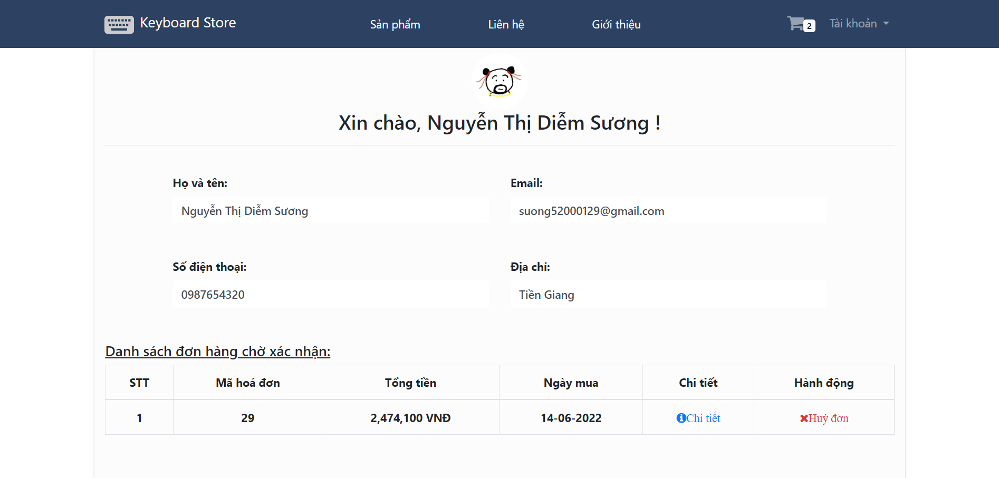 Keyboard Store Sản phẩm Liên hệ Giới thiệu 2 Tài khoản
Xin chào, Nguyễn Thị Diễm Sương !
Họ và tên: Email:
Nguyễn Thị Diễm Sương suong52000129@gmail.com
Số điện thoại: Địa chỉ:
0987654320 Tiền Giang
Danh sách đơn hàng chờ xác nhận:
STT Mã hoá đơn Tổng tiền Ngày mua Chi tiết Hành động
1 29 2,474,100 VNĐ 14-06-2022 Chi tiết Huỷ đơn